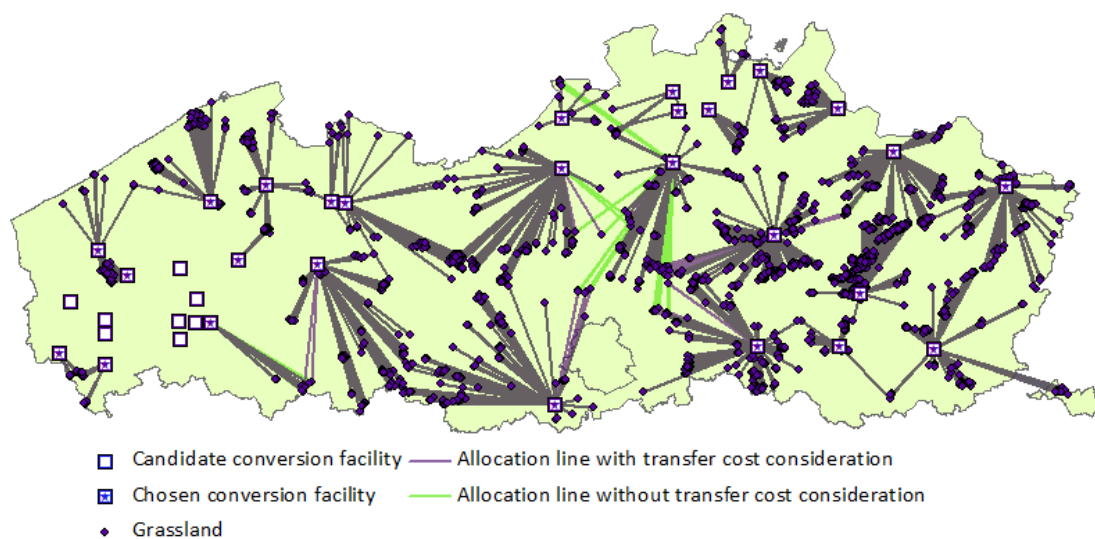 Candidate conversion facility
Allocation line with transfer cost consideration
Chosen conversion facility
Allocation line without transfer cost consideration
Grassland